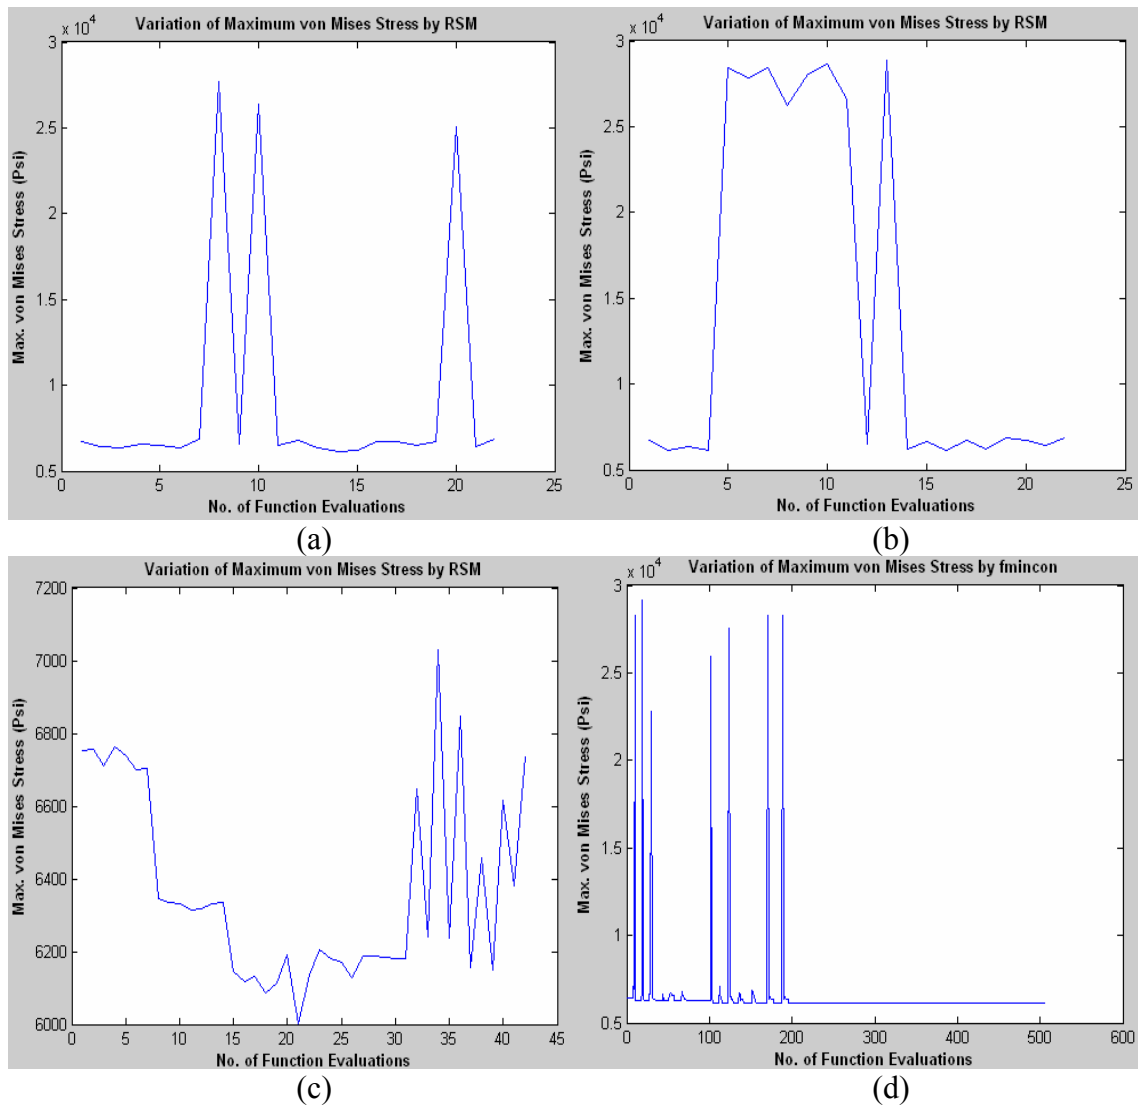 Variation of Maximum von Mises Stress by RSM
x 10^4
3
2.5
2
1.5
1
0.5
0 5 10 15 20 25
Max. von Mises Stress (Psi)
No. of Function Evaluations
(a)
Variation of Maximum von Mises Stress by RSM
x 10^4
3
2.5
2
1.5
1
0.5
0 5 10 15 20 25
Max. von Mises Stress (Psi)
No. of Function Evaluations
(b)
Variation of Maximum von Mises Stress by RSM
7200
7000
6800
6600
6400
6200
6000
0 5 10 15 20 25 30 35 40 45
Max. von Mises Stress (Psi)
No. of Function Evaluations
(c)
Variation of Maximum von Mises Stress by fmincon
x 10^4
3
2.5
2
1.5
1
0.5
0 100 200 300 400 500 600
Max. von Mises Stress (Psi)
No. of Function Evaluations
(d)